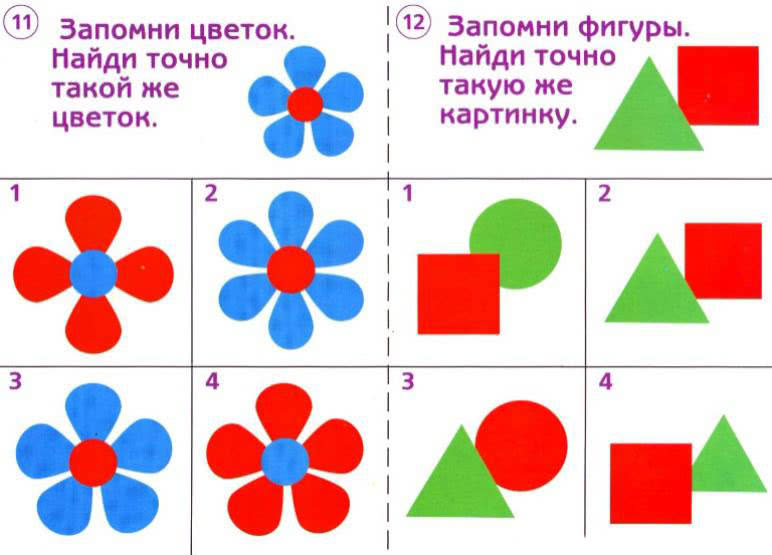 11
Запомни цветок.
Найди точно
такой же
цветок.
1
2
3
4
12
Запомни фигуры.
Найди точно
такую же
картинку.
1
2
3
4